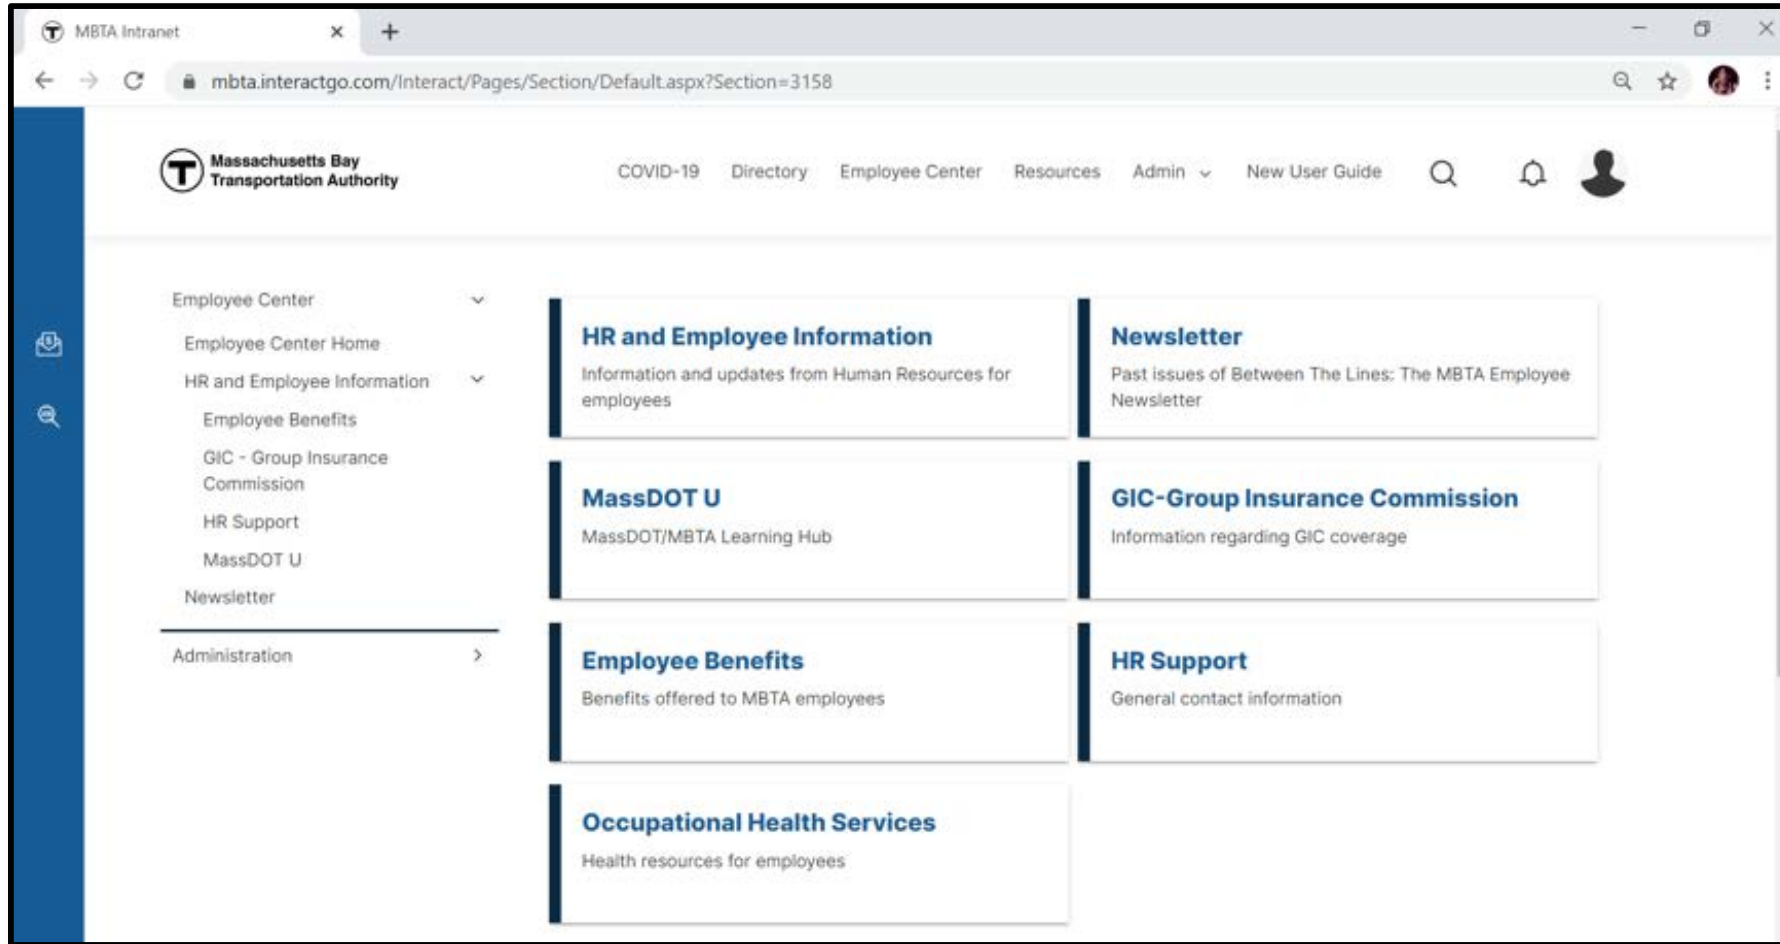 MBTA Intranet
mbta.interactgo.com/Interact/Pages/Section/Default.aspx?Section=3158
Massachusetts Bay
Transportation Authority
COVID-19 Directory Employee Center Resources Admin New User Guide
Employee Center
Employee Center Home
HR and Employee Information
Employee Benefits
GIC - Group Insurance
Commission
HR Support
MassDOT U
Newsletter
Administration
HR and Employee Information
Information and updates from Human Resources for
employees
Newsletter
Past issues of Between The Lines: The MBTA Employee
Newsletter
MassDOT U
MassDOT/MBTA Learning Hub
GIC-Group Insurance Commission
Information regarding GIC coverage
Employee Benefits
Benefits offered to MBTA employees
HR Support
General contact information
Occupational Health Services
Health resources for employees